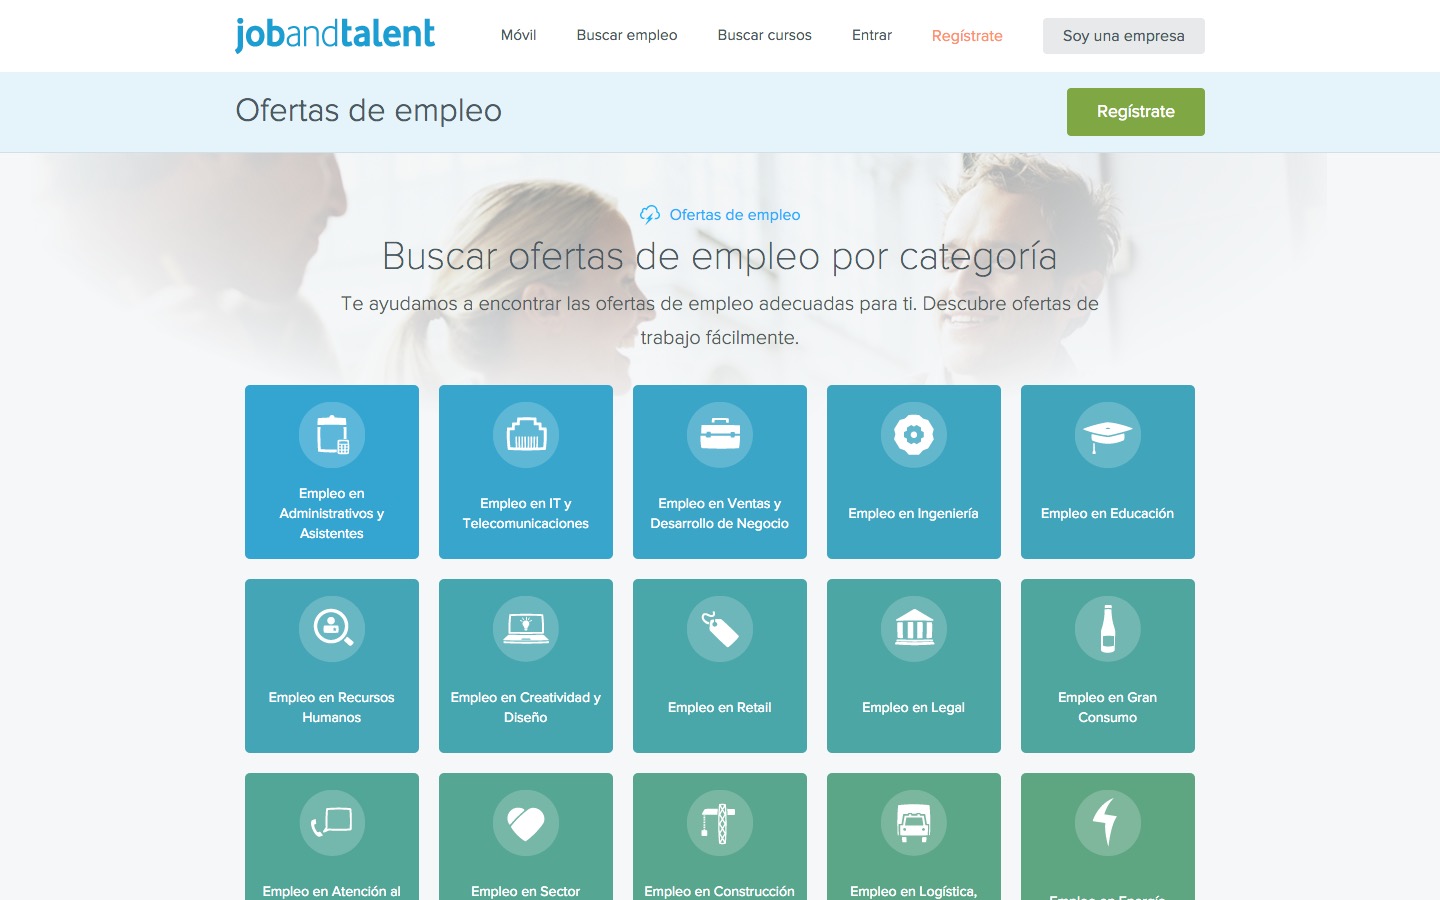 jobandtalent
Móvil
Buscar empleo
Buscar cursos
Entrar
Regístrate
Soy una empresa
Ofertas de empleo
Regístrate
Ofertas de empleo
Buscar ofertas de empleo por categoría
Te ayudamos a encontrar las ofertas de empleo adecuadas para ti. Descubre ofertas de
trabajo fácilmente.
Empleo en
Administrativos y
Asistentes
Empleo en IT y
Telecomunicaciones
Empleo en Ventas y
Desarrollo de Negocio
Empleo en Ingeniería
Empleo en Educación
Empleo en Recursos
Humanos
Empleo en Creatividad y
Diseño
Empleo en Retail
Empleo en Legal
Empleo en Gran
Consumo
Empleo en Atención al
Empleo en Sector
Empleo en Construcción
Empleo en Logística,
Empleo en Energía